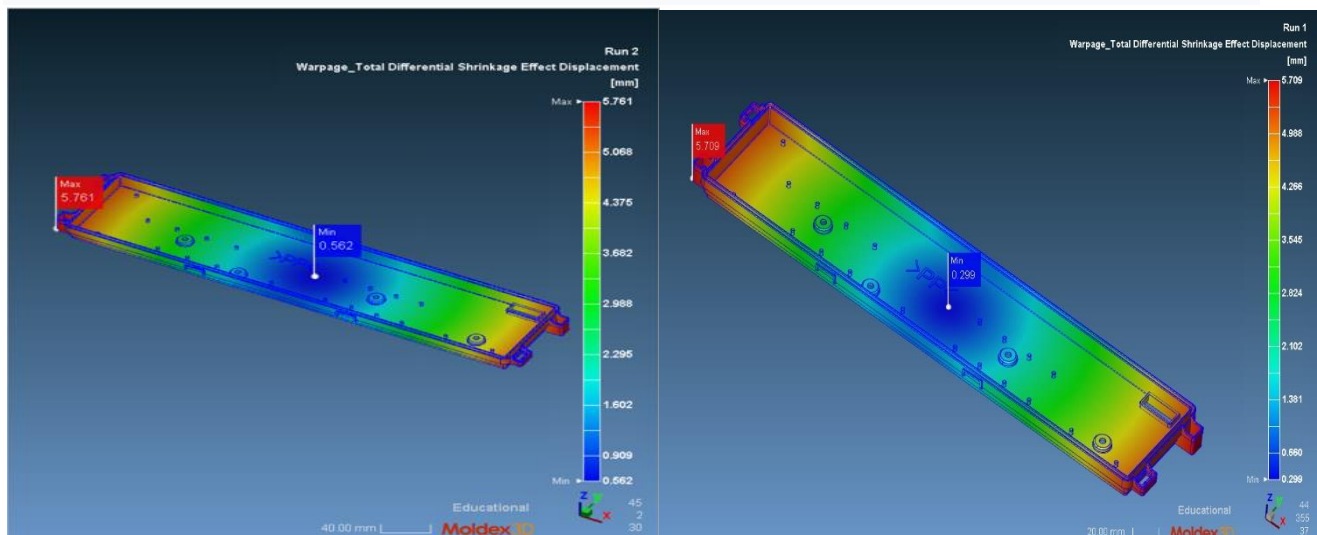 Run 2
Warpage_Total Differential Shrinkage Effect Displacement
[mm]
Max 5.761
5.068
4.375
3.682
2.988
2.295
1.602
0.909
Min 0.562
Max
5.761
Min
0.562
>PP
Educational
40.00 mm
Moldex3D
Z
Y
X
45
2
30
Run 1
Warpage_Total Differential Shrinkage Effect Displacement
[mm]
Max 5.709
4.988
4.266
3.545
2.824
2.102
1.381
0.660
Min 0.299
Max
5.709
Min
0.299
>PP
Educational
20.00 mm
Moldex3D
Z
Y
X
44
355
37